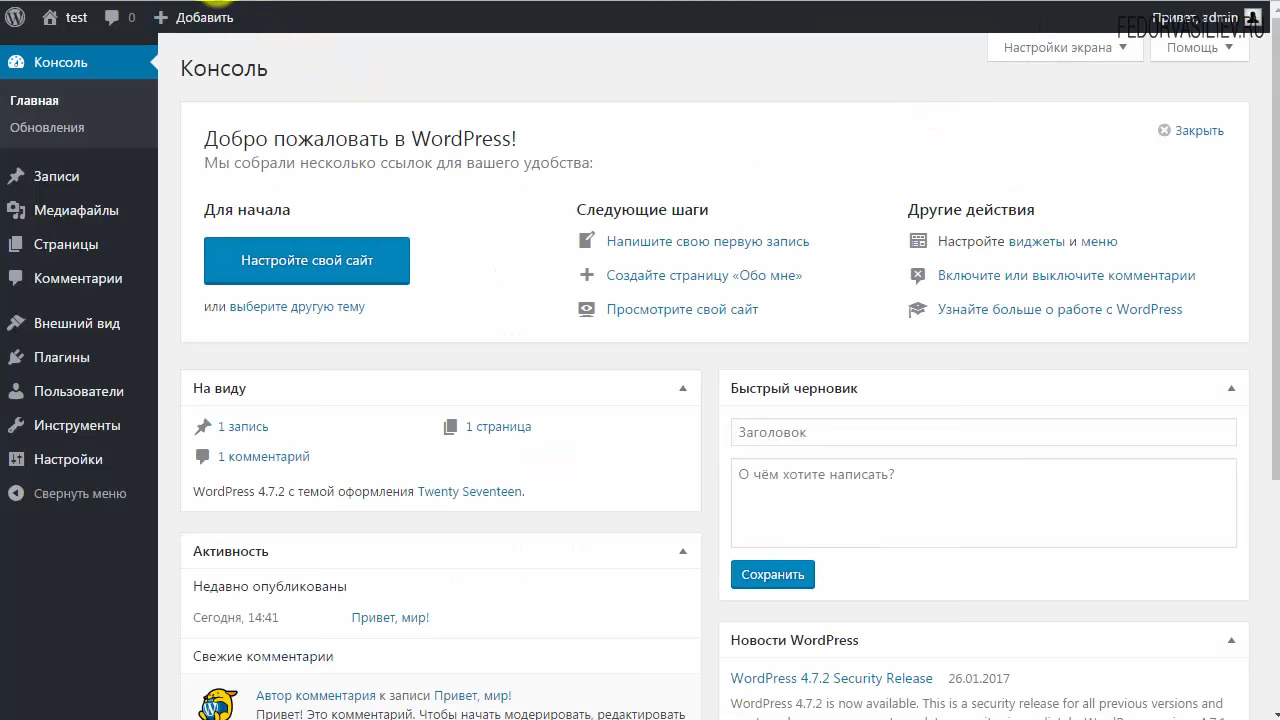 test
0
Добавить
Привет, admin
FEDORVASILIEV.RU
Консоль
Главная
Обновления
Записи
Медиафайлы
Страницы
Комментарии
Внешний вид
Плагины
Пользователи
Инструменты
Настройки
Свернуть меню
Настройки экрана
Помощь
Консоль
Добро пожаловать в WordPress!
Мы собрали несколько ссылок для вашего удобства:
Закрыть
Для начала
Настройте свой сайт
или выберите другую тему
Следующие шаги
Напишите свою первую запись
Создайте страницу «Обо мне»
Просмотрите свой сайт
Другие действия
Настройте виджеты и меню
Включите или выключите комментарии
Узнайте больше о работе с WordPress
На виду
1 запись
1 страница
1 комментарий
WordPress 4.7.2 с темой оформления Twenty Seventeen.
Активность
Недавно опубликованы
Сегодня, 14:41
Привет, мир!
Свежие комментарии
Автор комментария к записи Привет, мир!
Привет! Это комментарий. Чтобы начать модерировать, редактировать
Быстрый черновик
Заголовок
О чём хотите написать?
Сохранить
Новости WordPress
WordPress 4.7.2 Security Release 26.01.2017
WordPress 4.7.2 is now available. This is a security release for all previous versions and